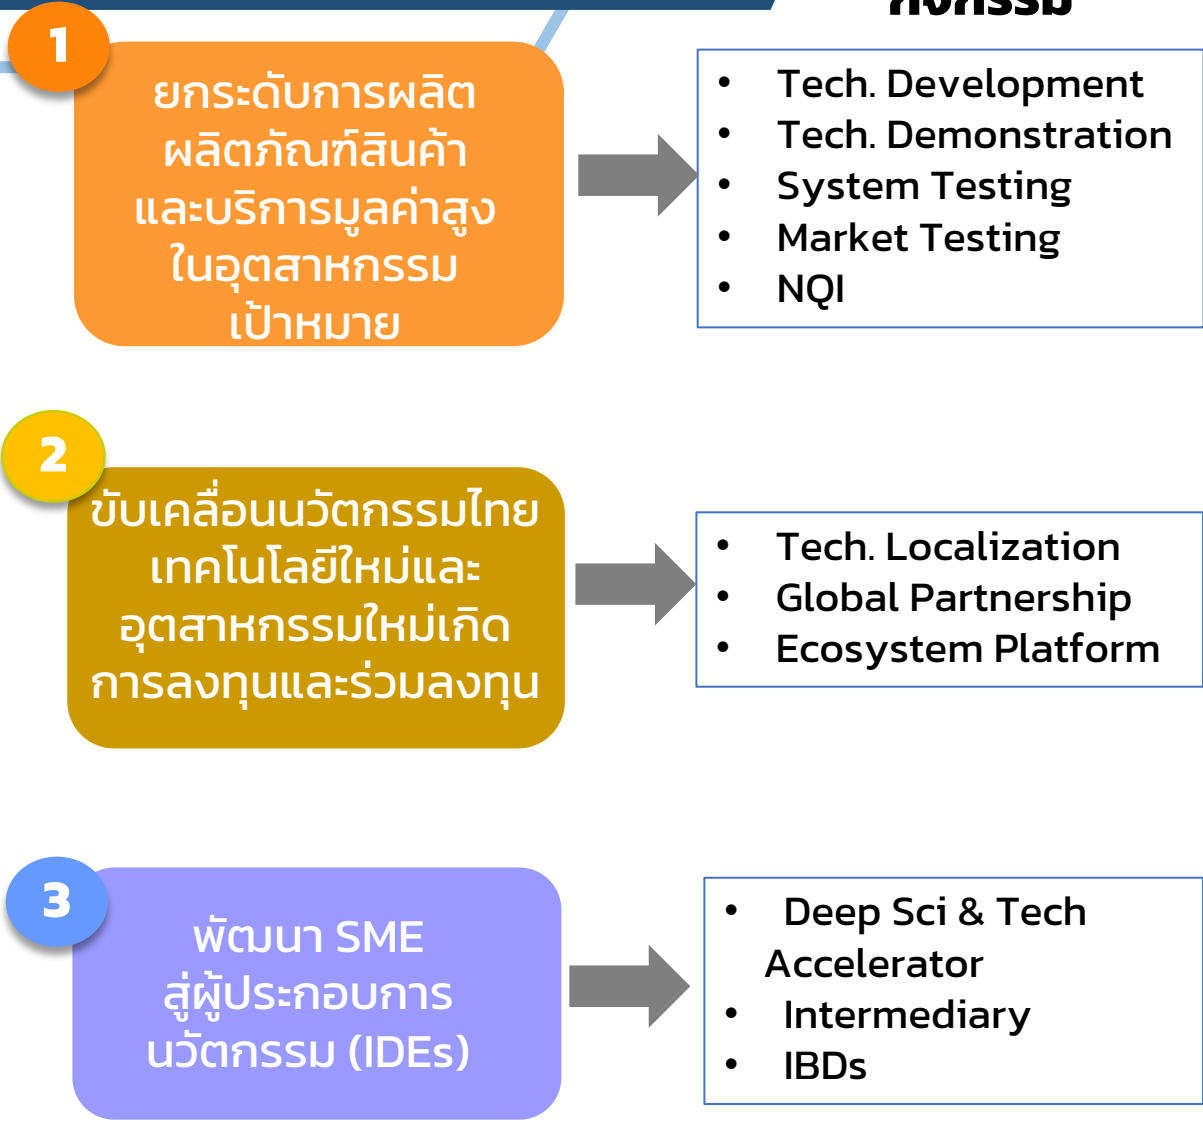 กิจกรรม
1
ยกระดับการผลิต
ผลิตภัณฑ์สินค้า
และบริการมูลค่าสูง
ในอุตสาหกรรม
เป้าหมาย
• Tech. Development
• Tech. Demonstration
• System Testing
• Market Testing
• NQI
2
ขับเคลื่อนนวัตกรรมไทย
เทคโนโลยีใหม่และ
อุตสาหกรรมใหม่เกิด
การลงทุนและร่วมลงทุน
• Tech. Localization
• Global Partnership
• Ecosystem Platform
3
พัฒนา SME
สู่ผู้ประกอบการ
นวัตกรรม (IDEs)
• Deep Sci & Tech
Accelerator
• Intermediary
• IBDs